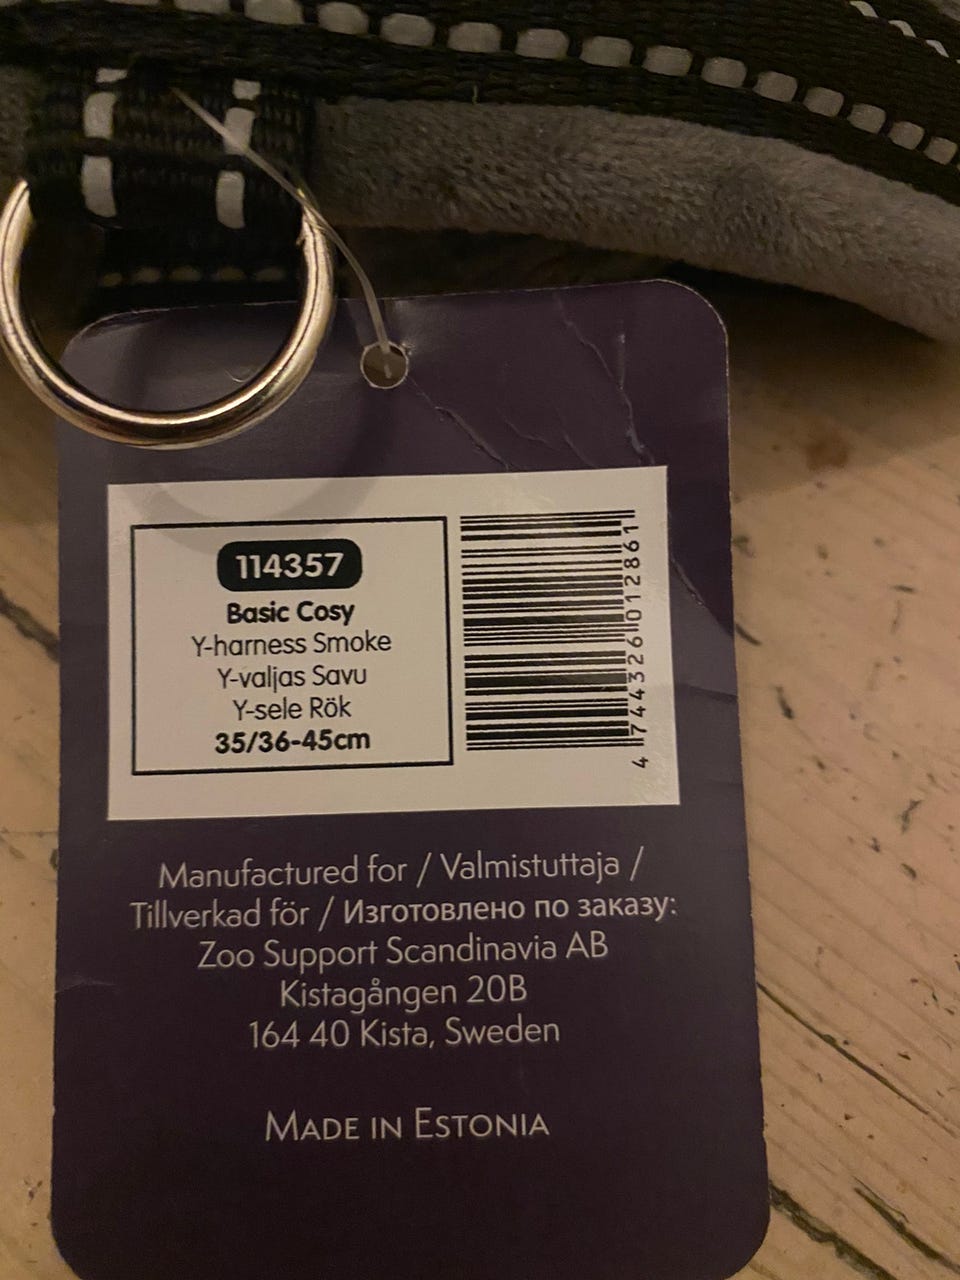 114357
Basic Cosy
Y-harness Smoke
Y-valjas Savu
Y-sele Rök
35/36-45cm
4 744326 012861
Manufactured for / Valmistuttaja /
Tillverkad för / Изготовлено по заказу:
Zoo Support Scandinavia AB
Kistagången 20B
164 40 Kista, Sweden
MADE IN ESTONIA